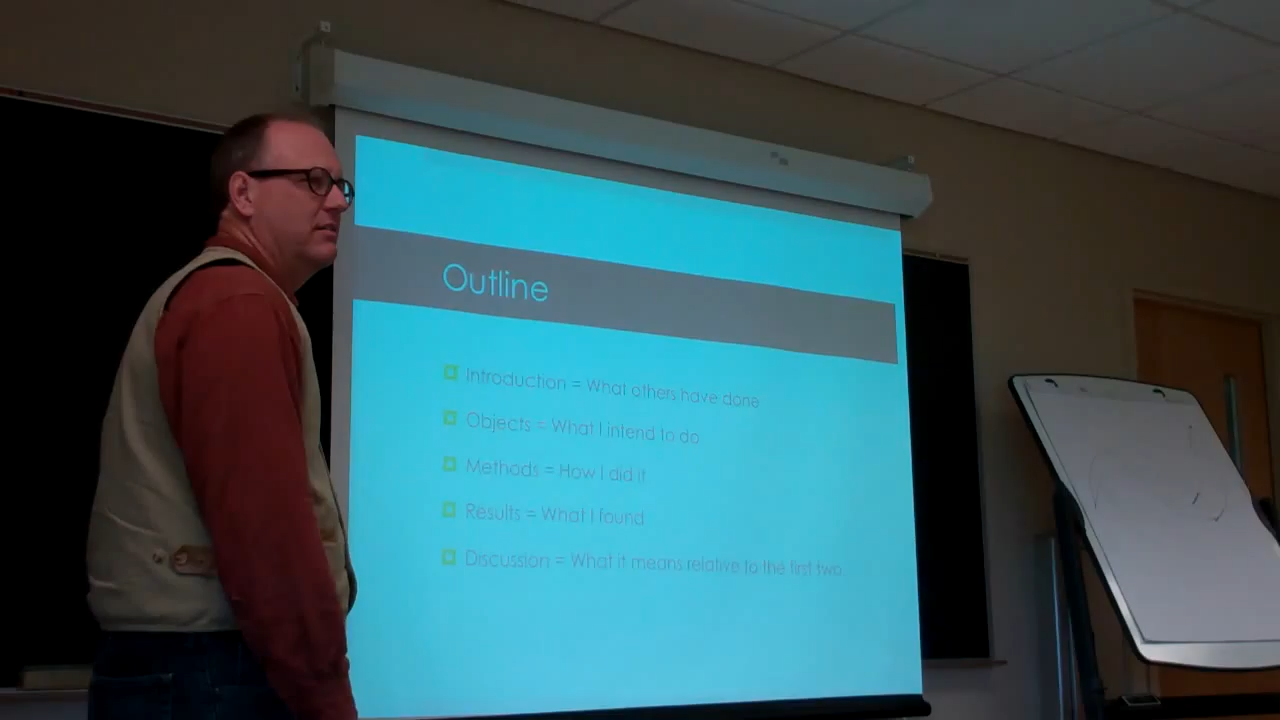 Outline
Introduction = What others have done
Objects = What I intend to do
Methods = How I did it
Results = What I found
Discussion = What it means relative to the first two